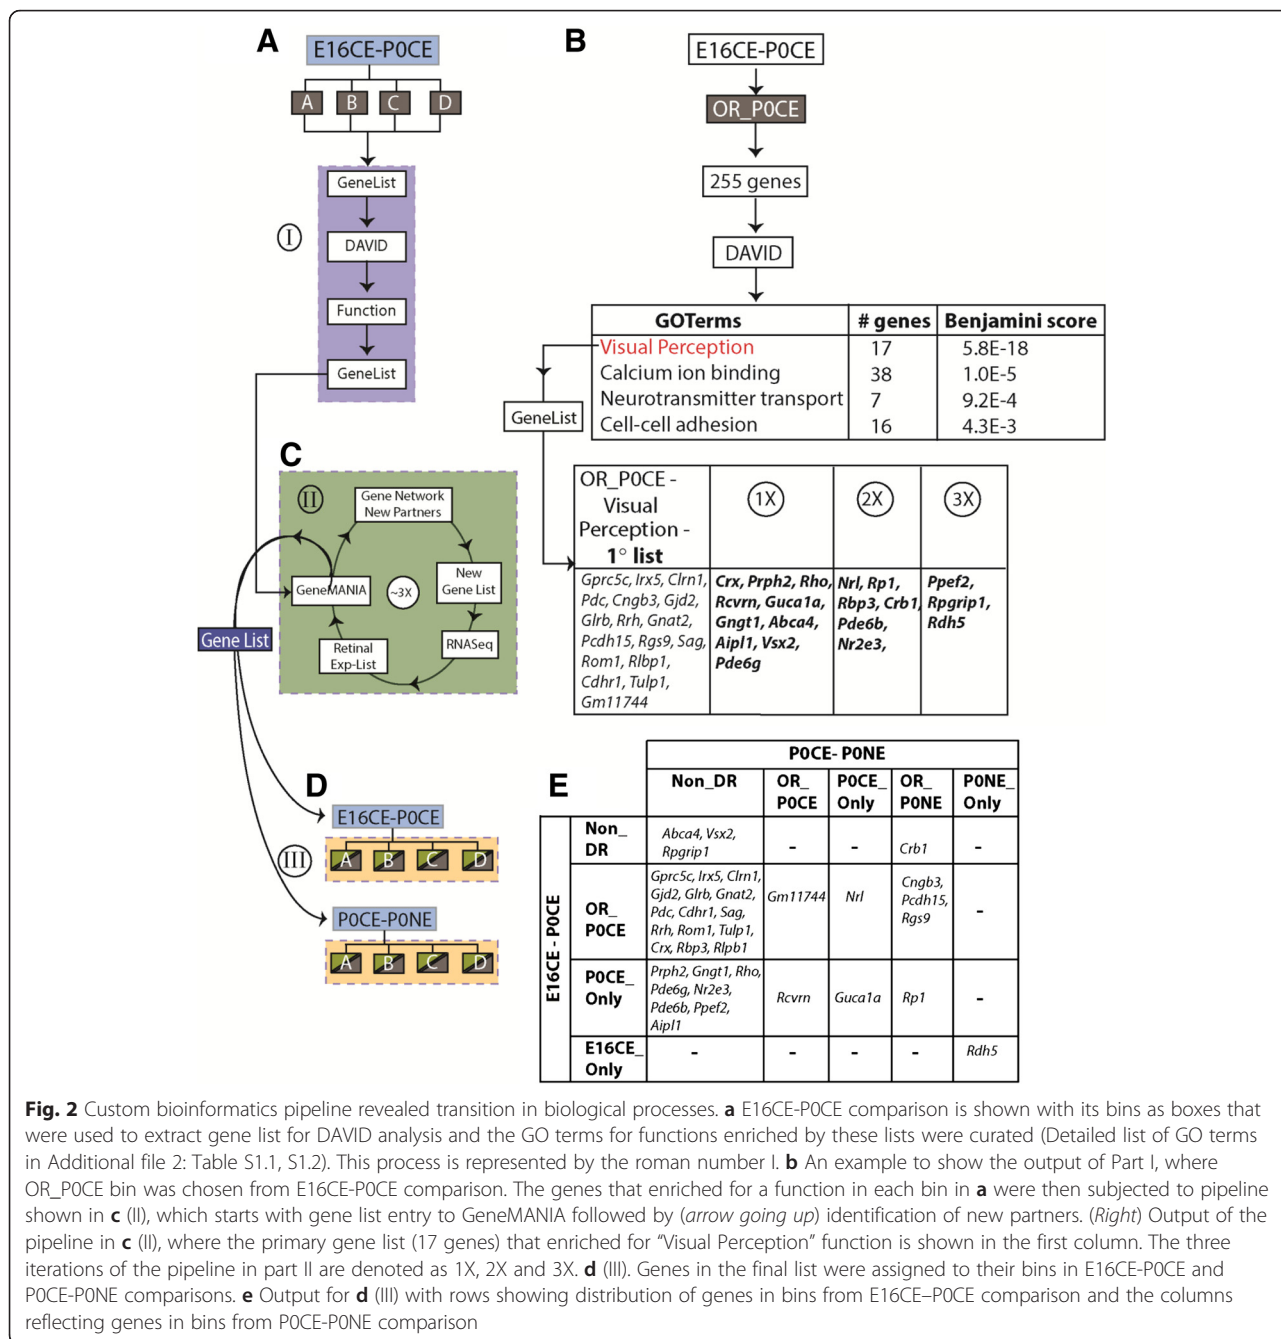 A
E16CE-P0CE
A B C D
GeneList
I
DAVID
Function
GeneList
B
E16CE-P0CE
OR_P0CE
255 genes
DAVID
GOTerms # genes Benjamini score
Visual Perception 17 5.8E-18
Calcium ion binding 38 1.0E-5
Neurotransmitter transport 7 9.2E-4
Cell-cell adhesion 16 4.3E-3
GeneList
OR_P0CE -
Visual
Perception -
1° list
1X
2X
3X
Gprc5c, Irx5, Clrn1,
Pdc, Cngb3, Gjd2,
Glrb, Rrh, Gnat2,
Pcdh15, Rgs9, Sag,
Rom1, Rlbp1,
Cdhr1, Tulp1,
Gm11744
Crx, Prph2, Rho,
Rcvrn, Guca1a,
Gngt1, Abca4,
Aipl1, Vsx2,
Pde6g
Nrl, Rp1,
Rbp3, Crb1,
Pde6b,
Nr2e3,
Ppef2,
Rpgrip1,
Rdh5
C
II
Gene Network
New Partners
GeneMANIA
~3X
New
Gene List
Retinal
Exp-List
RNASeq
Gene List
D
E16CE-P0CE
A B C D
III
P0CE-P0NE
A B C D
E
P0CE- P0NE
Non_DR
OR_
P0CE
P0CE_
Only
OR_
P0NE
P0NE_
Only
E16CE - P0CE
Non_
DR
Abca4, Vsx2,
Rpgrip1
-
-
Crb1
-
OR_
P0CE
Gprc5c, Irx5, Clrn1,
Gjd2, Glrb, Gnat2,
Pdc, Cdhr1, Sag,
Rrh, Rom1, Tulp1,
Crx, Rbp3, Rlpb1
Gm11744
Nrl
Cngb3,
Pcdh15,
Rgs9
-
P0CE_
Only
Prph2, Gngt1, Rho,
Pde6g, Nr2e3,
Pde6b, Ppef2,
Aipl1
Rcvrn
Guca1a
Rp1
-
E16CE_
Only
-
-
-
-
Rdh5
Fig. 2 Custom bioinformatics pipeline revealed transition in biological processes. a E16CE-P0CE comparison is shown with its bins as boxes that
were used to extract gene list for DAVID analysis and the GO terms for functions enriched by these lists were curated (Detailed list of GO terms
in Additional file 2: Table S1.1, S1.2). This process is represented by the roman number I. b An example to show the output of Part I, where
OR_P0CE bin was chosen from E16CE-P0CE comparison. The genes that enriched for a function in each bin in a were then subjected to pipeline
shown in c (II), which starts with gene list entry to GeneMANIA followed by (arrow going up) identification of new partners. (Right) Output of the
pipeline in c (II), where the primary gene list (17 genes) that enriched for "Visual Perception" function is shown in the first column. The three
iterations of the pipeline in part II are denoted as 1X, 2X and 3X. d (III). Genes in the final list were assigned to their bins in E16CE-P0CE and
P0CE-P0NE comparisons. e Output for d (III) with rows showing distribution of genes in bins from E16CE–P0CE comparison and the columns
reflecting genes in bins from P0CE-P0NE comparison